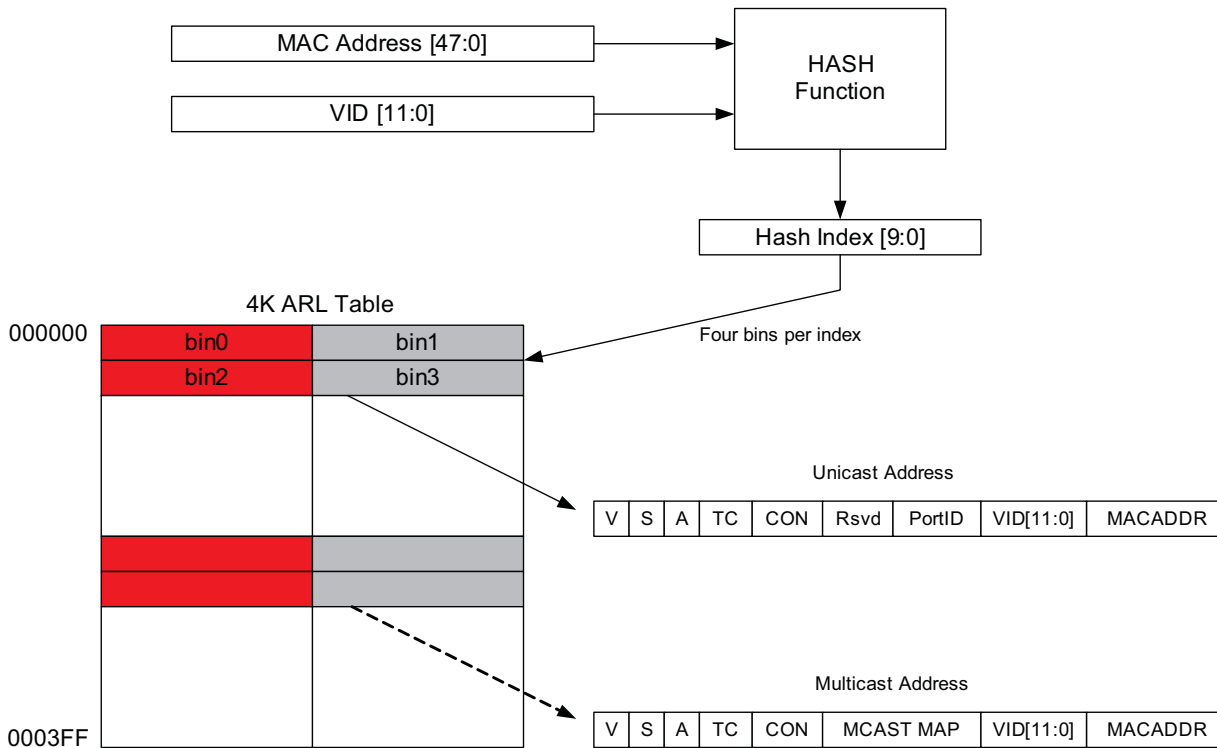 MAC Address [47:0]
HASH
Function
VID [11:0]
Hash Index [9:0]
4K ARL Table
000000
bin0 bin1
Four bins per index
bin2 bin3
Unicast Address
V S A TC CON Rsvd PortID VID[11:0] MACADDR
Multicast Address
V S A TC CON MCAST MAP VID[11:0] MACADDR
0003FF